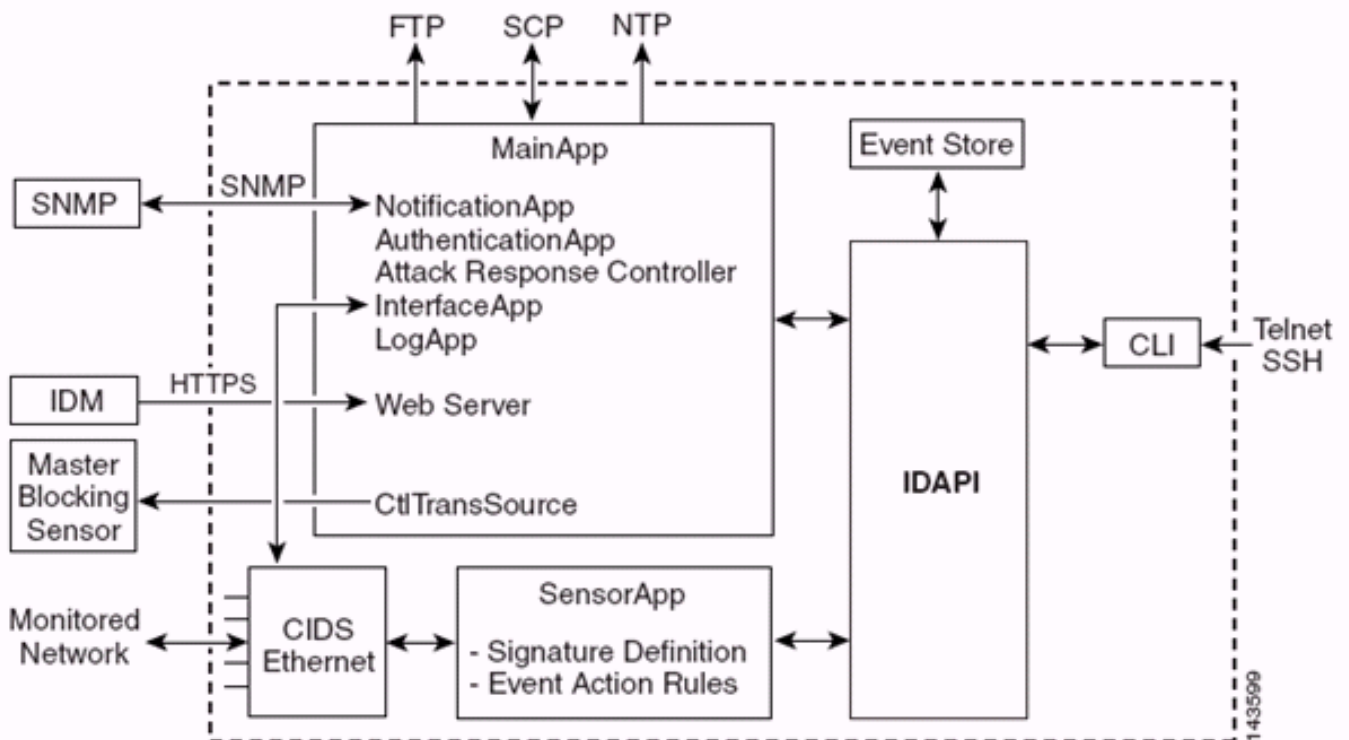 FTP
SCP
NTP
MainApp
Event Store
SNMP
SNMP
NotificationApp
AuthenticationApp
Attack Response Controller
InterfaceApp
LogApp
Telnet
SSH
CLI
HTTPS
IDM
Web Server
Master
Blocking
Sensor
CtlTransSource
IDAPI
Monitored
Network
CIDS
Ethernet
SensorApp
- Signature Definition
- Event Action Rules
143599